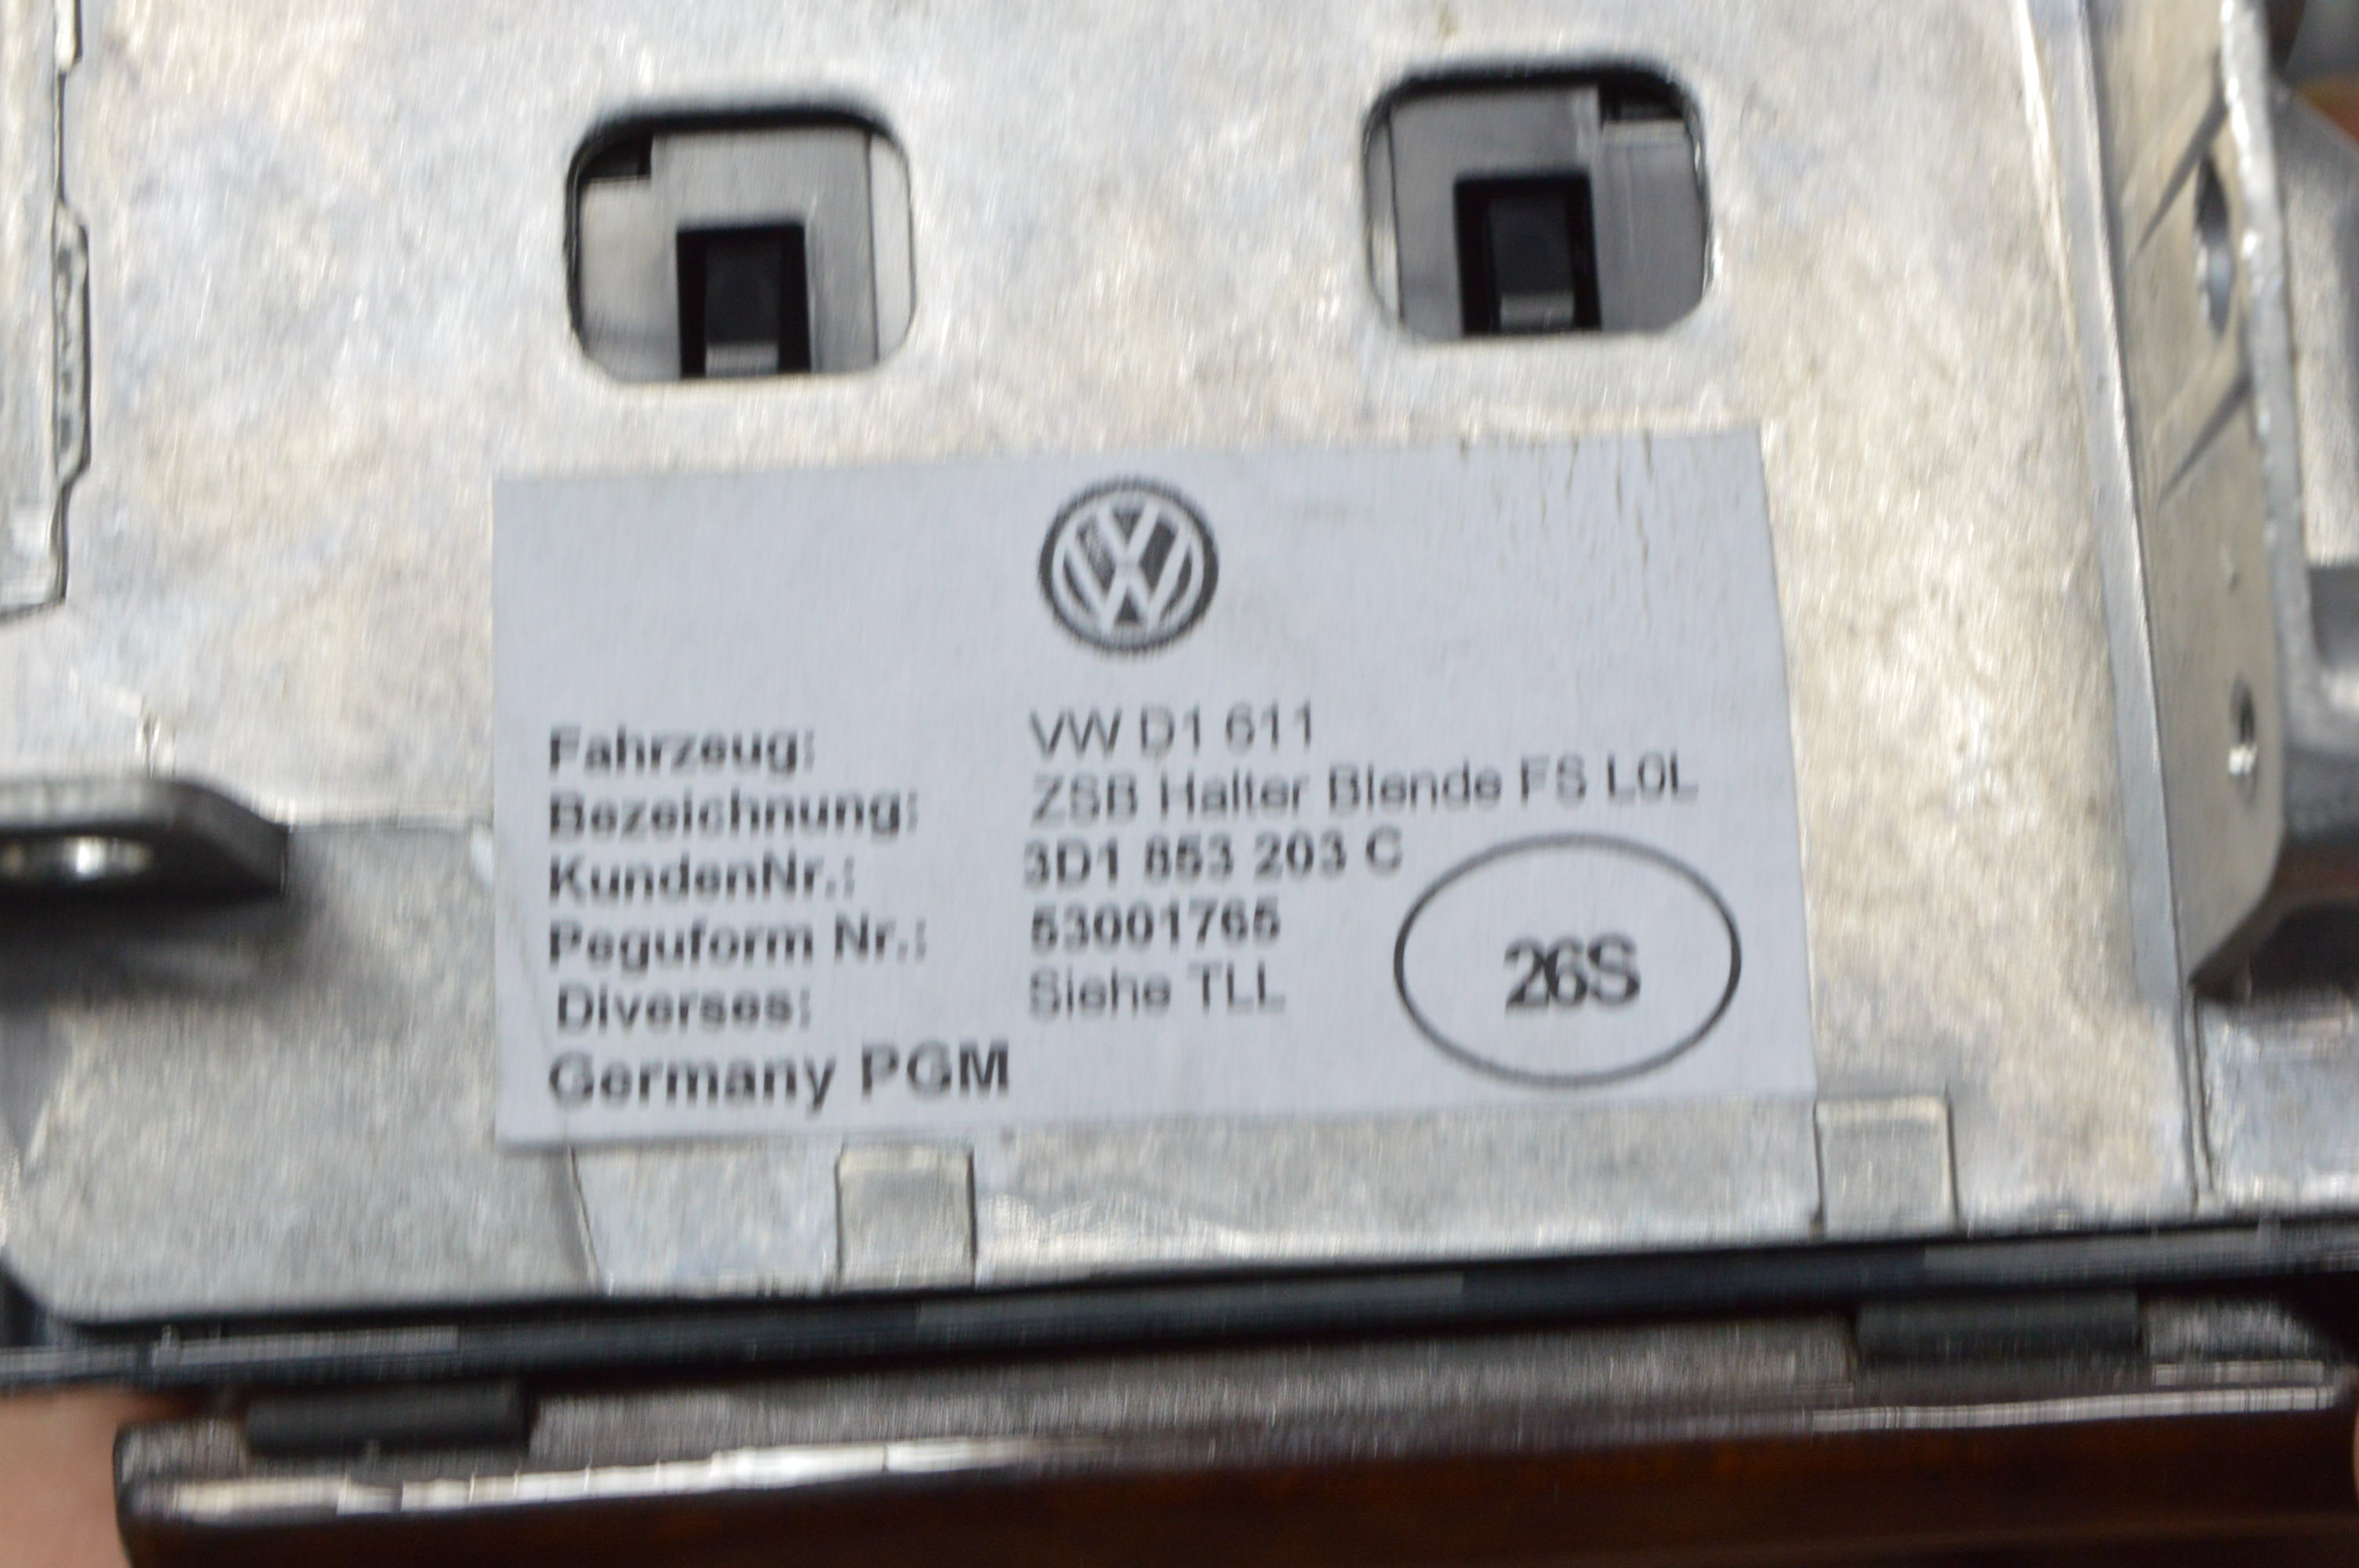 Fahrzeug: VW D1 611
Bezeichnung: ZSB Halter Blende FS L0L
KundenNr.: 3D1 853 203 C
Peguform Nr.: 53001765
Diverses: Siehe TLL
26S
Germany PGM